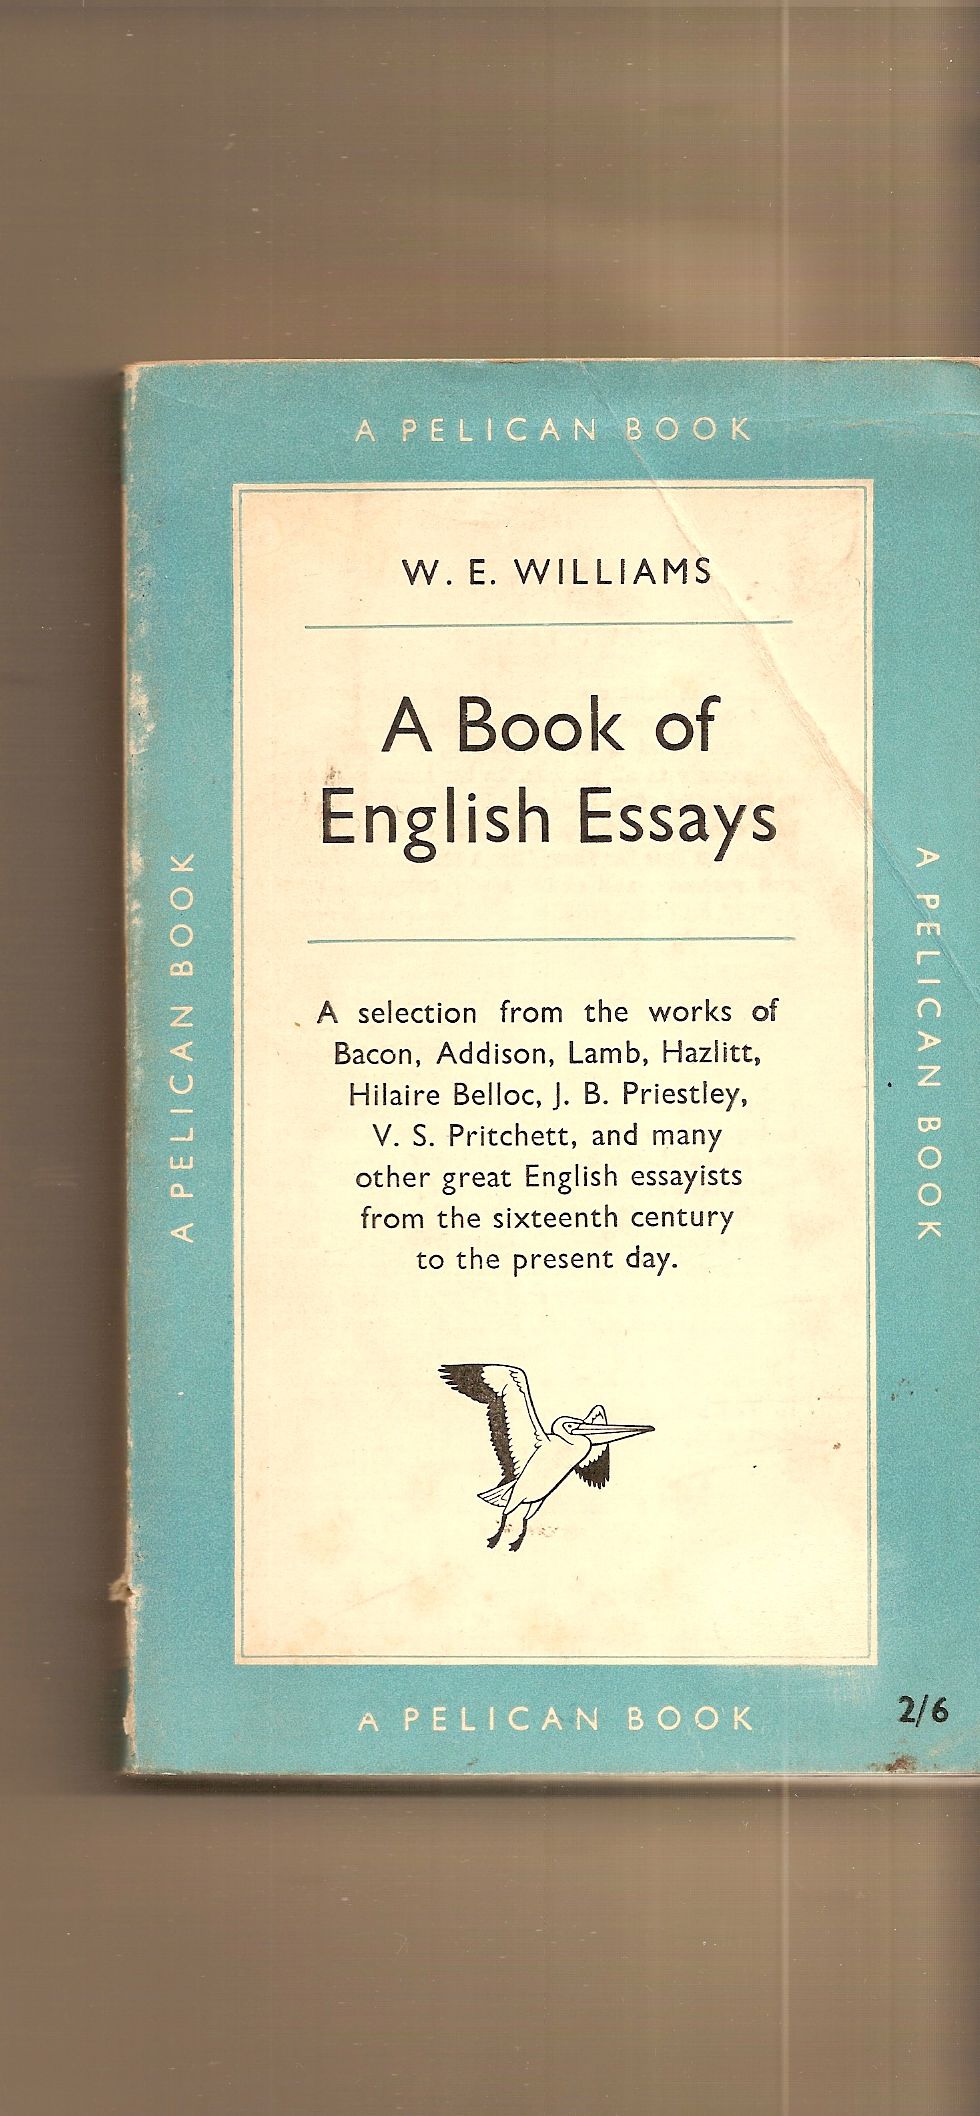 A PELICAN BOOK
W. E. WILLIAMS
A Book of
English Essays
A selection from the works of
Bacon, Addison, Lamb, Hazlitt,
Hilaire Belloc, J. B. Priestley,
V. S. Pritchett, and many
other great English essayists
from the sixteenth century
to the present day.
A PELICAN BOOK
A PELICAN BOOK
A PELICAN BOOK
2/6